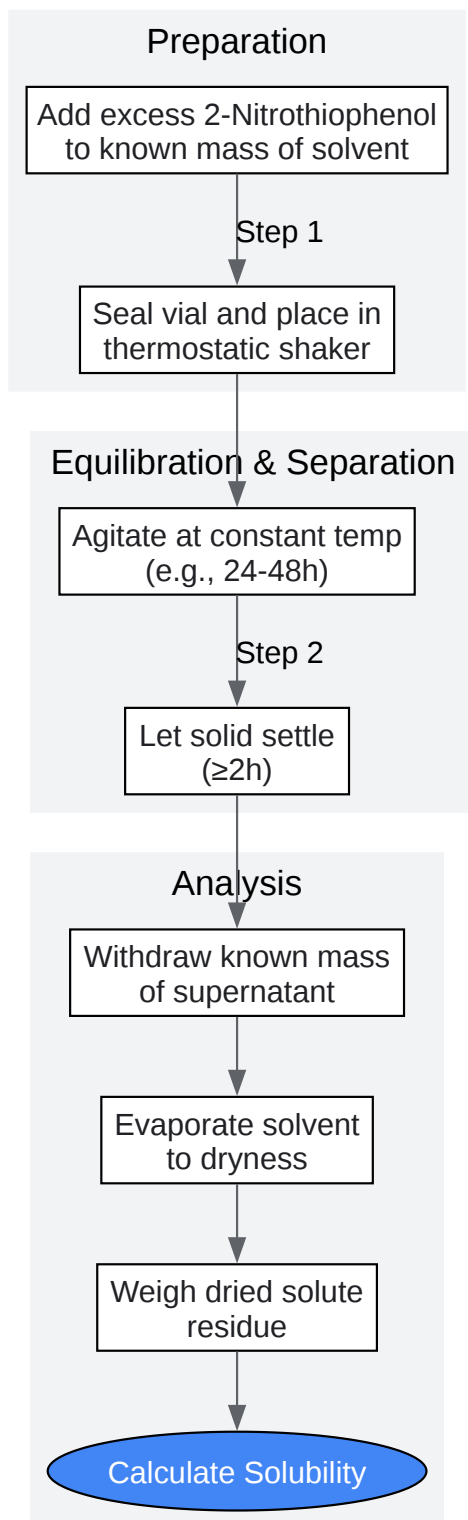 Preparation
Add excess 2-Nitrothiophenol
to known mass of solvent
Step 1
Seal vial and place in
thermostatic shaker
Equilibration & Separation
Agitate at constant temp
(e.g., 24-48h)
Step 2
Let solid settle
(≥2h)
Analysis
Withdraw known mass
of supernatant
Evaporate solvent
to dryness
Weigh dried solute
residue
Calculate Solubility